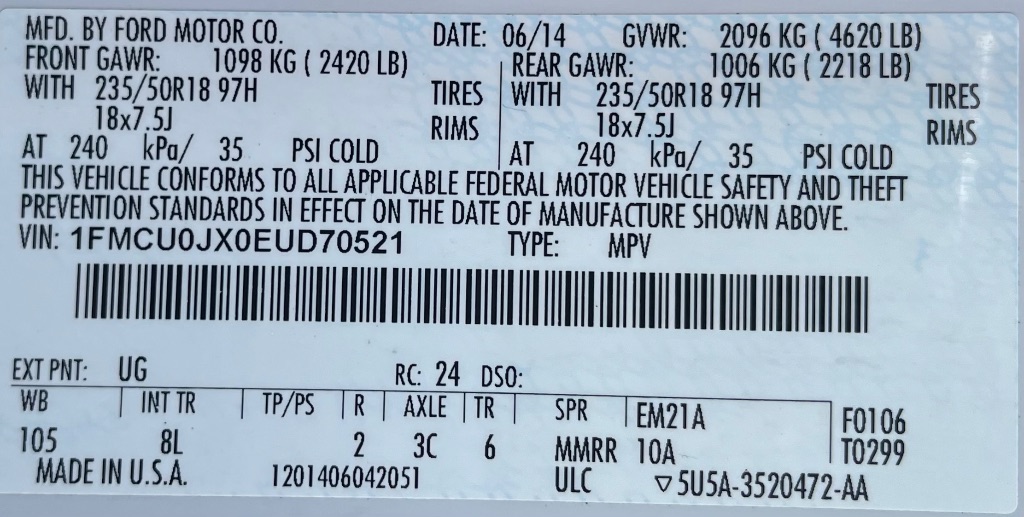 MFD. BY FORD MOTOR CO. DATE: 06/14 GVWR: 2096 KG ( 4620 LB)
FRONT GAWR: 1098 KG ( 2420 LB) REAR GAWR: 1006 KG ( 2218 LB)
WITH 235/50R18 97H TIRES WITH 235/50R18 97H TIRES
18x7.5J RIMS 18x7.5J RIMS
AT 240 kPa/ 35 PSI COLD AT 240 kPa/ 35 PSI COLD
THIS VEHICLE CONFORMS TO ALL APPLICABLE FEDERAL MOTOR VEHICLE SAFETY AND THEFT
PREVENTION STANDARDS IN EFFECT ON THE DATE OF MANUFACTURE SHOWN ABOVE.
VIN: 1FMCU0JX0EUD70521 TYPE: MPV
EXT PNT: UG RC: 24 DSO:
WB INT TR TP/PS R AXLE TR SPR EM21A F0106
105 8L 2 3C 6 MMRR 10A T0299
MADE IN U.S.A. 1201406042051 ULC ▽5U5A-3520472-AA